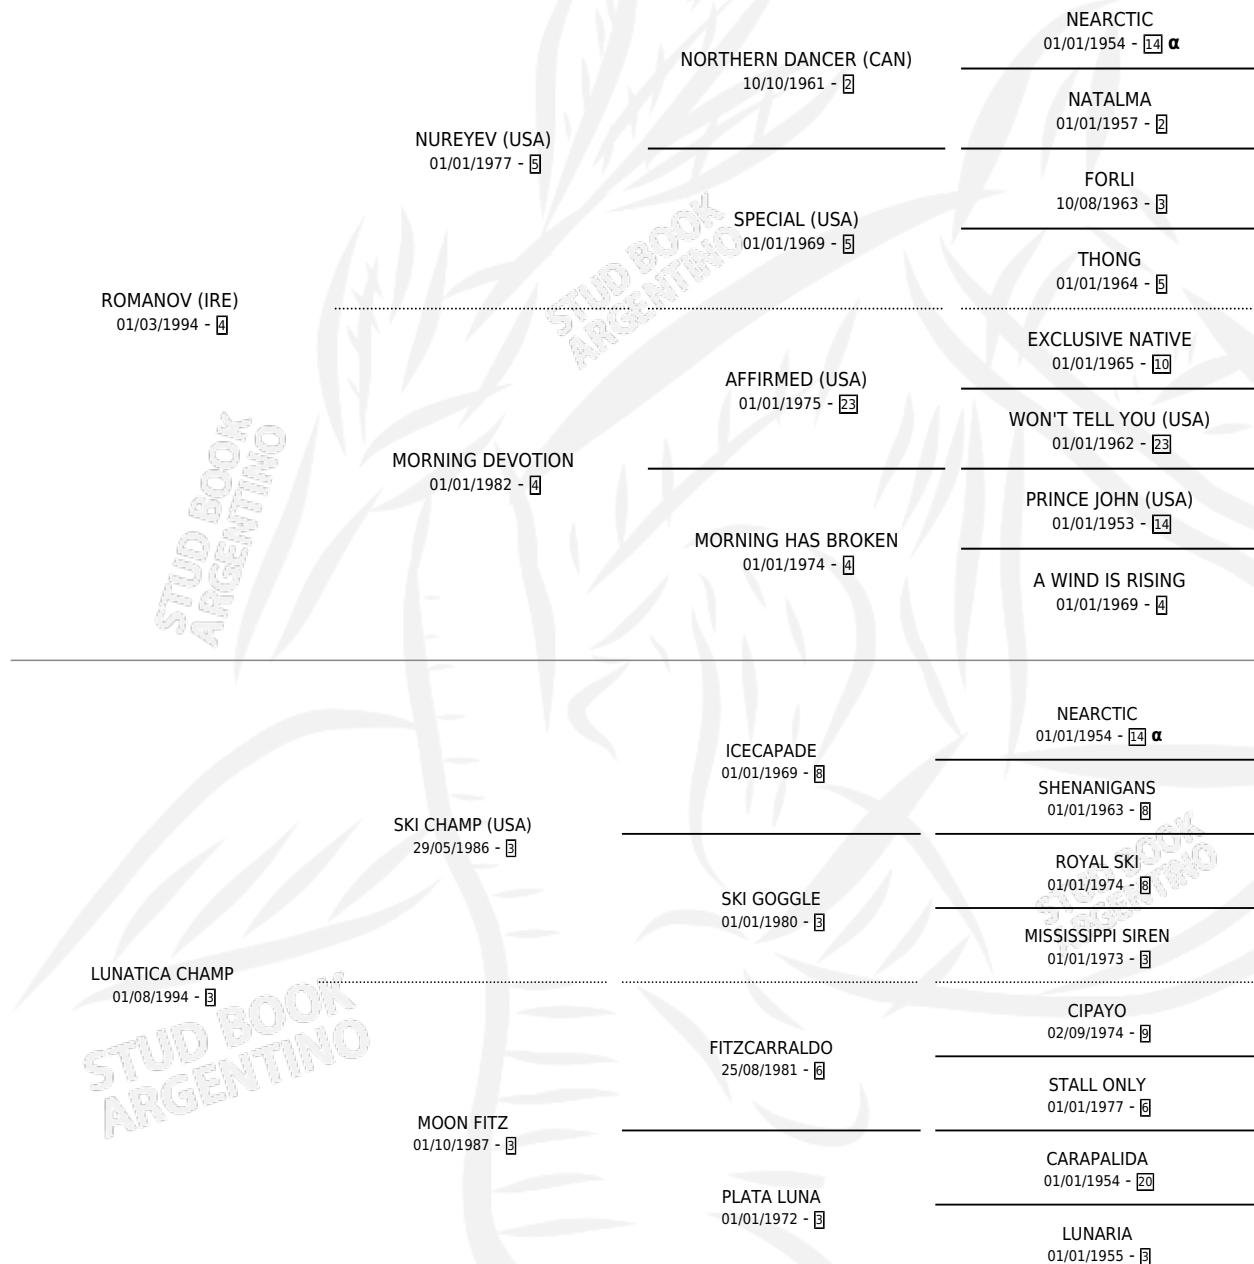 NEARCTIC
01/01/1954 - 14 α
NORTHERN DANCER (CAN)
10/10/1961 - 2
NATALMA
01/01/1957 - 2
NUREYEV (USA)
01/01/1977 - 5
FORLI
10/08/1963 - 3
SPECIAL (USA)
01/01/1969 - 5
THONG
01/01/1964 - 5
ROMANOV (IRE)
01/03/1994 - 4
EXCLUSIVE NATIVE
01/01/1965 - 10
AFFIRMED (USA)
01/01/1975 - 23
WON'T TELL YOU (USA)
01/01/1962 - 23
MORNING DEVOTION
01/01/1982 - 4
PRINCE JOHN (USA)
01/01/1953 - 14
MORNING HAS BROKEN
01/01/1974 - 4
A WIND IS RISING
01/01/1969 - 4
NEARCTIC
01/01/1954 - 14 α
ICECAPADE
01/01/1969 - 8
SHENANIGANS
01/01/1963 - 8
SKI CHAMP (USA)
29/05/1986 - 3
ROYAL SKI
01/01/1974 - 8
SKI GOGGLE
01/01/1980 - 3
MISSISSIPPI SIREN
01/01/1973 - 3
LUNATICA CHAMP
01/08/1994 - 3
CIPAYO
02/09/1974 - 9
FITZCARRALDO
25/08/1981 - 6
STALL ONLY
01/01/1977 - 6
MOON FITZ
01/10/1987 - 3
CARAPALIDA
01/01/1954 - 20
PLATA LUNA
01/01/1972 - 3
LUNARIA
01/01/1955 - 3
STUD BOOK
ARGENTINO
STUD BOOK
ARGENTINO
STUD BOOK
ARGENTINO
STUD BOOK
ARGENTINO